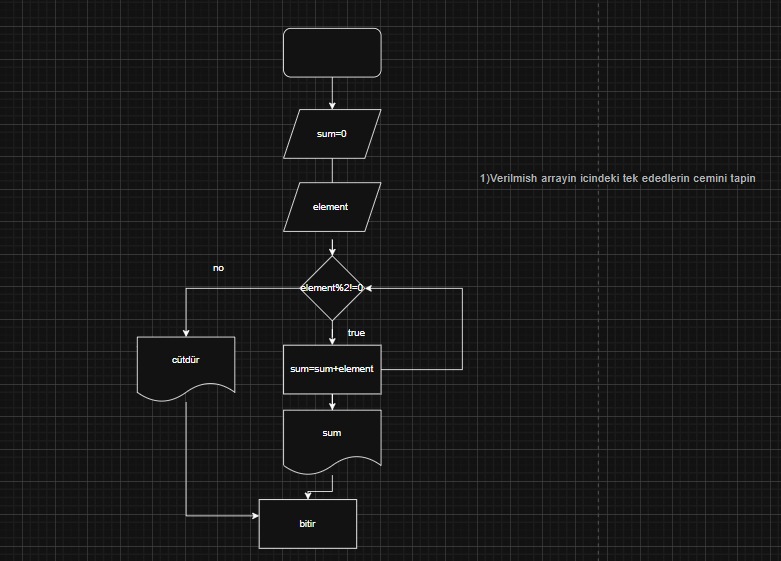 sum=0
1)Verilmish arrayin icindeki tek ededlerin cemini tapin
element
no
element%2!=0
true
cütdür
sum=sum+element
sum
bitir